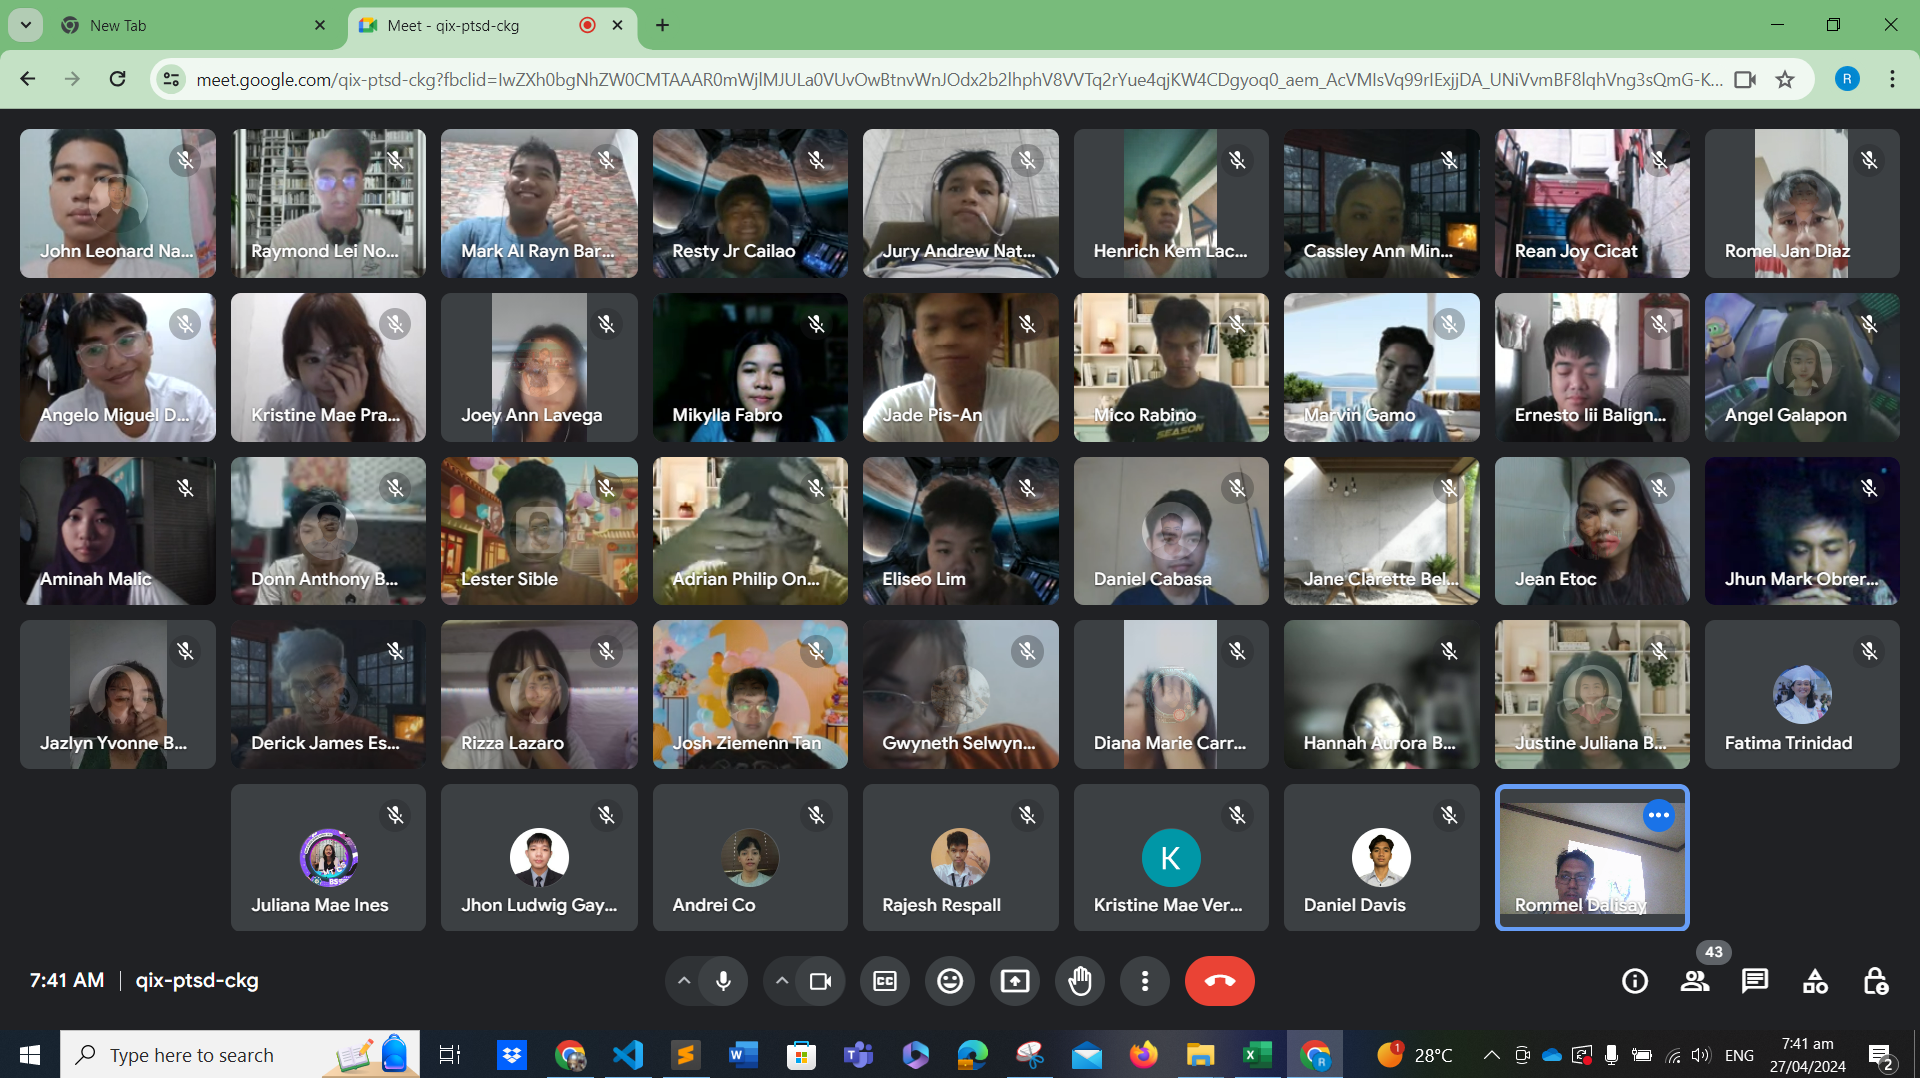 New Tab
Meet - qix-ptsd-ckg
meet.google.com/qix-ptsd-ckg?fbclid=IwZXh0bgNhZW0CMTAAAR0mWjlMJULa0VUvOwBtnvWnJOdx2b2lhphV8VVTq2rYue4qjKW4CDgyoq0_aem_AcVMIsVq99rlExjjDA_UNiVvmBF8lqhVng3sQmG-K...
R
John Leonard Na...
Raymond Lei No...
Mark Al Rayn Bar...
Resty Jr Cailao
Jury Andrew Nat...
Henrich Kem Lac...
Cassley Ann Min...
Rean Joy Cicat
Romel Jan Diaz
Angelo Miguel D...
Kristine Mae Pra...
Joey Ann Lavega
Mikylla Fabro
Jade Pis-An
Mico Rabino
SEASON
Marvin Gamo
Ernesto Iii Balign...
Angel Galapon
Aminah Malic
Donn Anthony B...
Lester Sible
Adrian Philip On...
Eliseo Lim
Daniel Cabasa
Jane Clarette Bel...
Jean Etoc
Jhun Mark Obrer...
Jazlyn Yvonne B...
Derick James Es...
Rizza Lazaro
Josh Ziemenn Tan
Gwyneth Selwyn...
Diana Marie Carr...
Hannah Aurora B...
Justine Juliana B...
Fatima Trinidad
Juliana Mae Ines
Jhon Ludwig Gay...
Andrei Co
Rajesh Respall
K
Kristine Mae Ver...
Daniel Davis
Rommel Dalisay
7:41 AM | qix-ptsd-ckg
43
Type here to search
1
28°C
ENG
7:41 am
27/04/2024
2